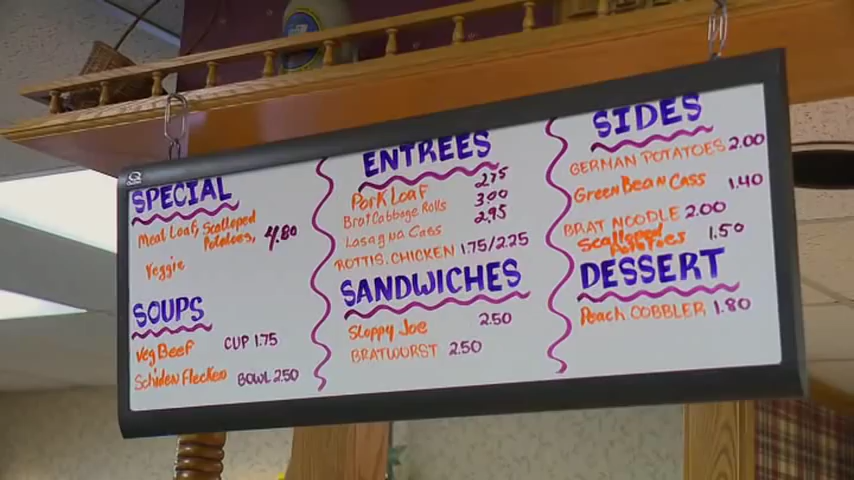 SPECIAL
Meat Loaf, Scalloped
Potatoes, 4.80
Veggie
SOUPS
Veg Beef CUP 1.75
Schiden Flecken BOWL 2.50
ENTREES
Pork Loaf 2.75
Brat Cabbage Rolls 3.00
Lasagna Cass 2.95
ROTTIS. CHICKEN 1.75/2.25
SANDWICHES
Sloppy Joe 2.50
BRATWURST 2.50
SIDES
GERMAN POTATOES 2.00
Green Bean Cass 1.40
BRAT NOODLE 2.00
Scalloped
Potatoes 1.50
DESSERT
Peach COBBLER 1.80